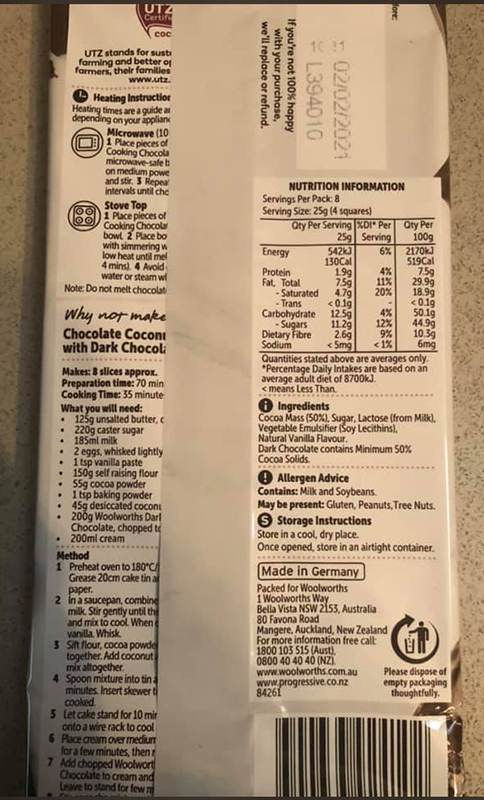 UTZ
Certifi
COC
UTZ stands for sust
farming and better op
farmers, their families
www.utz.
Heating Instruction
Heating times are a guide a
depending on your applianc
Microwave (10
1 Place pieces of
Cooking Chocola
microwave-safe b
on medium powe
and stir. 3 Repea
intervals until cho
Stove Top
1 Place pieces of
Cooking Chocolat
bowl. 2 Place bo
with simmering w
low heat until mel
4 mins). 4 Avoid
water or steam wi
Note: Do not melt chocolat
Why not make
Chocolate Cocon
with Dark Chocola
Makes: 8 slices approx.
Preparation time: 70 min
Cooking Time: 35 minute
What you will need:
• 125g unsalted butter, c
• 220g caster sugar
• 185ml milk
• 2 eggs, whisked lightly
• 1 tsp vanilla paste
• 150g self raising flour
• 55g cocoa powder
• 1 tsp baking powder
• 45g desiccated coconu
• 200g Woolworths Dark
Chocolate, chopped to
• 200ml cream
Method
1 Preheat oven to 180°C/
Grease 20cm cake tin a
paper.
2 In a saucepan, combine
milk. Stir gently until th
and mix to cool. When
vanilla. Whisk.
3 Sift flour, cocoa powde
together. Add coconut
mix altogether.
4 Spoon mixture into tin a
minutes. Insert skewer t
cooked.
5 Let cake stand for 10 min
onto a wire rack to cool
6 Place cream over medium
for a few minutes, then r
7 Add chopped Woolwort
Chocolate to cream and
Leave to stand for few m
If you're not 100% happy
with your purchase,
we'll replace or refund.
02/02/2021
L394010
NUTRITION INFORMATION
Servings Per Pack: 8
Serving Size: 25g (4 squares)
Qty Per Serving %DI* Per Qty Per
25g Serving 100g
Energy 542kJ 6% 2170kJ
130Cal 519Cal
Protein 1.9g 4% 7.5g
Fat, Total 7.5g 11% 29.9g
- Saturated 4.7g 20% 18.9g
- Trans <0.1g - <0.1g
Carbohydrate 12.5g 4% 50.1g
- Sugars 11.2g 12% 44.9g
Dietary Fibre 2.6g 9% 10.3g
Sodium <5mg <1% 6mg
Quantities stated above are averages only.
*Percentage Daily Intakes are based on an
average adult diet of 8700kJ.
< means Less Than.
Ingredients
Cocoa Mass (50%), Sugar, Lactose (from Milk),
Vegetable Emulsifier (Soy Lecithins),
Natural Vanilla Flavour.
Dark Chocolate contains Minimum 50%
Cocoa Solids.
Allergen Advice
Contains: Milk and Soybeans.
May be present: Gluten, Peanuts, Tree Nuts.
Storage Instructions
Store in a cool, dry place.
Once opened, store in an airtight container.
Made in Germany
Packed for Woolworths
1 Woolworths Way
Bella Vista NSW 2153, Australia
80 Favona Road
Mangere, Auckland, New Zealand
For more information free call:
1800 103 515 (Aust),
0800 40 40 40 (NZ).
www.woolworths.com.au
www.progressive.co.nz
84261
Please dispose of
empty packaging
thoughtfully.